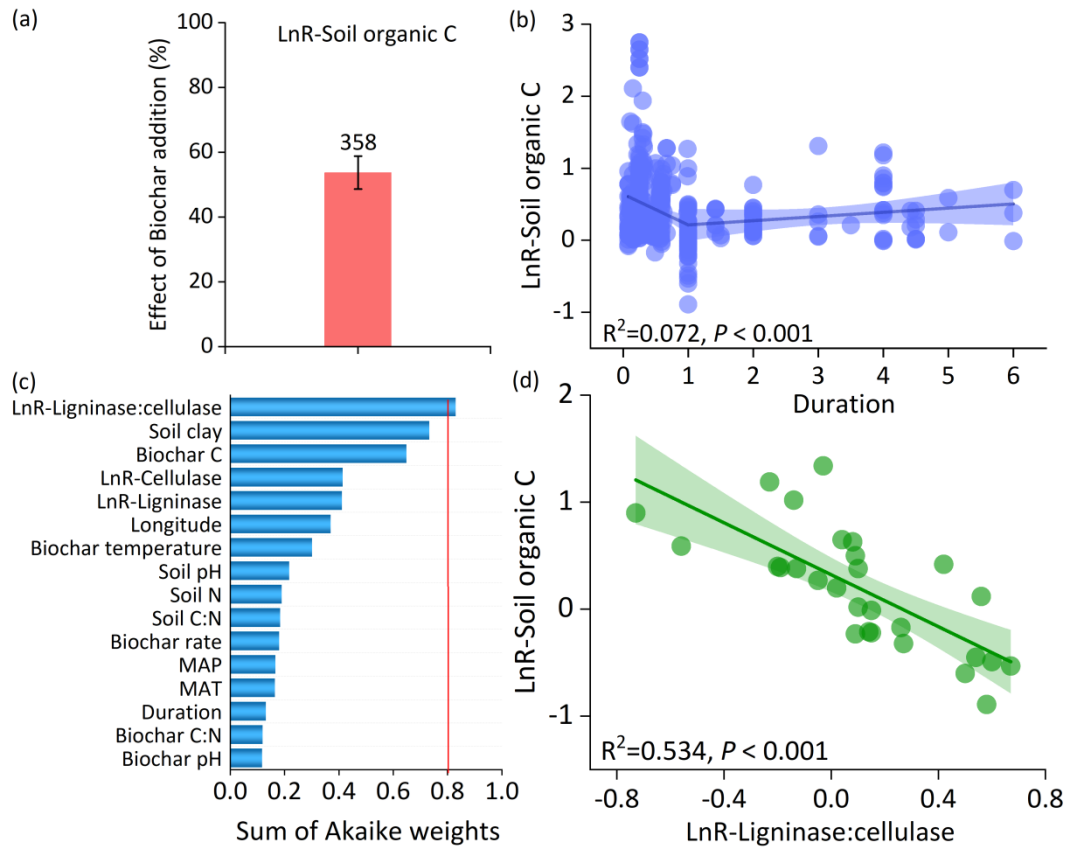 (a)
LnR-Soil organic C
Effect of Biochar addition (%)
100
80
60
40
20
0
358
(b)
LnR-Soil organic C
3
2
1
0
-1
R²=0.072, P < 0.001
0 1 2 3 4 5 6
Duration
(c)
LnR-Ligninase:cellulase
Soil clay
Biochar C
LnR-Cellulase
LnR-Ligninase
Longitude
Biochar temperature
Soil pH
Soil N
Soil C:N
Biochar rate
MAP
MAT
Duration
Biochar C:N
Biochar pH
0.0 0.2 0.4 0.6 0.8 1.0
Sum of Akaike weights
(d)
LnR-Soil organic C
2
1
0
-1
R²=0.534, P < 0.001
-0.8 -0.4 0.0 0.4 0.8
LnR-Ligninase:cellulase